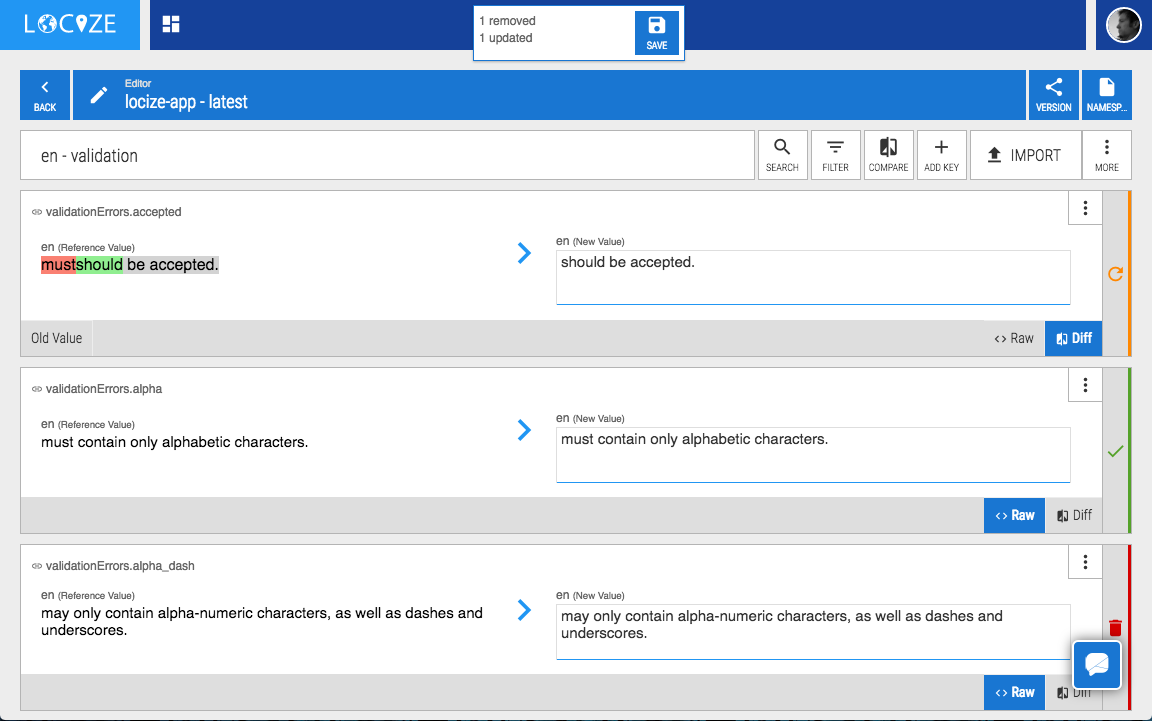 LOCIZE
1 removed
1 updated
SAVE
BACK
Editor
locize-app - latest
VERSION
NAMESP...
en - validation
SEARCH
FILTER
COMPARE
ADD KEY
IMPORT
MORE
validationErrors.accepted
en (Reference Value)
mustshould be accepted.
en (New Value)
should be accepted.
Old Value
<> Raw
Diff
validationErrors.alpha
en (Reference Value)
must contain only alphabetic characters.
en (New Value)
must contain only alphabetic characters.
<> Raw
Diff
validationErrors.alpha_dash
en (Reference Value)
may only contain alpha-numeric characters, as well as dashes and
underscores.
en (New Value)
may only contain alpha-numeric characters, as well as dashes and
underscores.
<> Raw
Diff